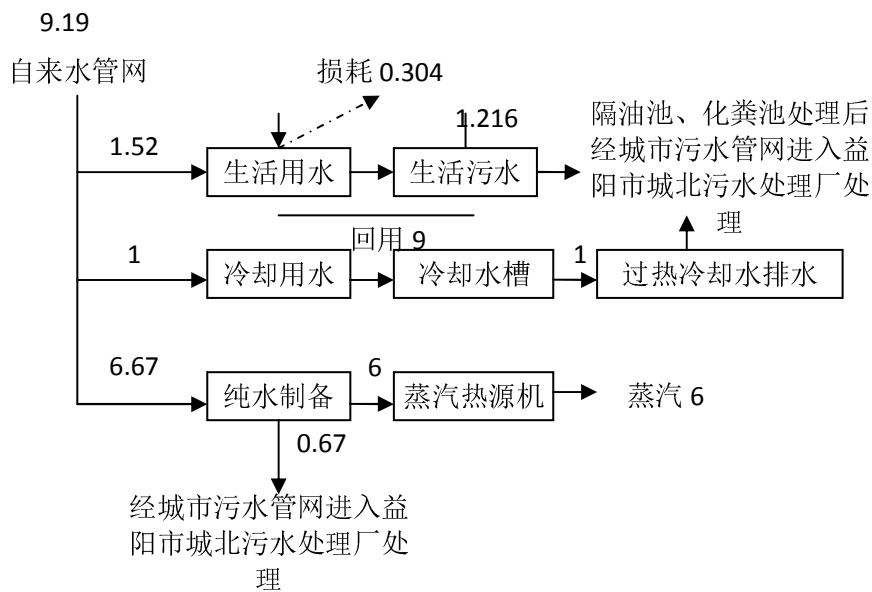 9.19
自来水管网
损耗 0.304
1.52
生活用水
1.216
生活污水
隔油池、化粪池处理后
经城市污水管网进入益
阳市城北污水处理厂处
理
回用 9
1
冷却用水
冷却水槽
1
过热冷却水排水
6.67
纯水制备
6
蒸汽热源机
蒸汽 6
0.67
经城市污水管网进入益
阳市城北污水处理厂处
理